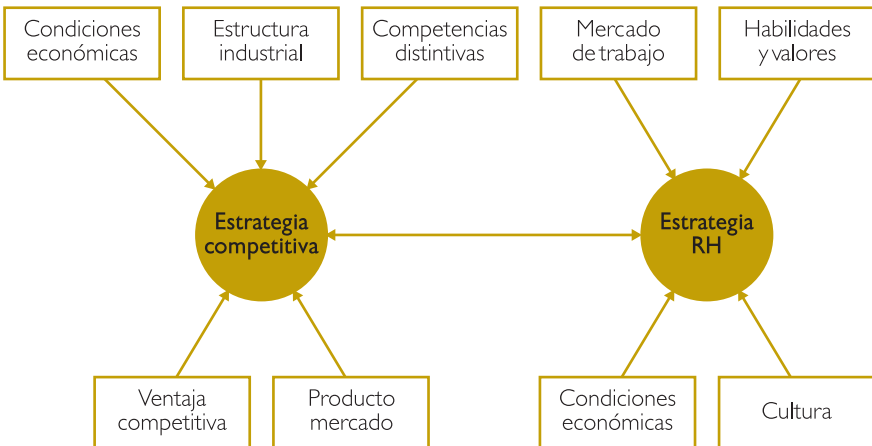 Condiciones
económicas
Estructura
industrial
Competencias
distintivas
Mercado
de trabajo
Habilidades
y valores
Estrategia
competitiva
Estrategia
RH
Ventaja
competitiva
Producto
mercado
Condiciones
económicas
Cultura